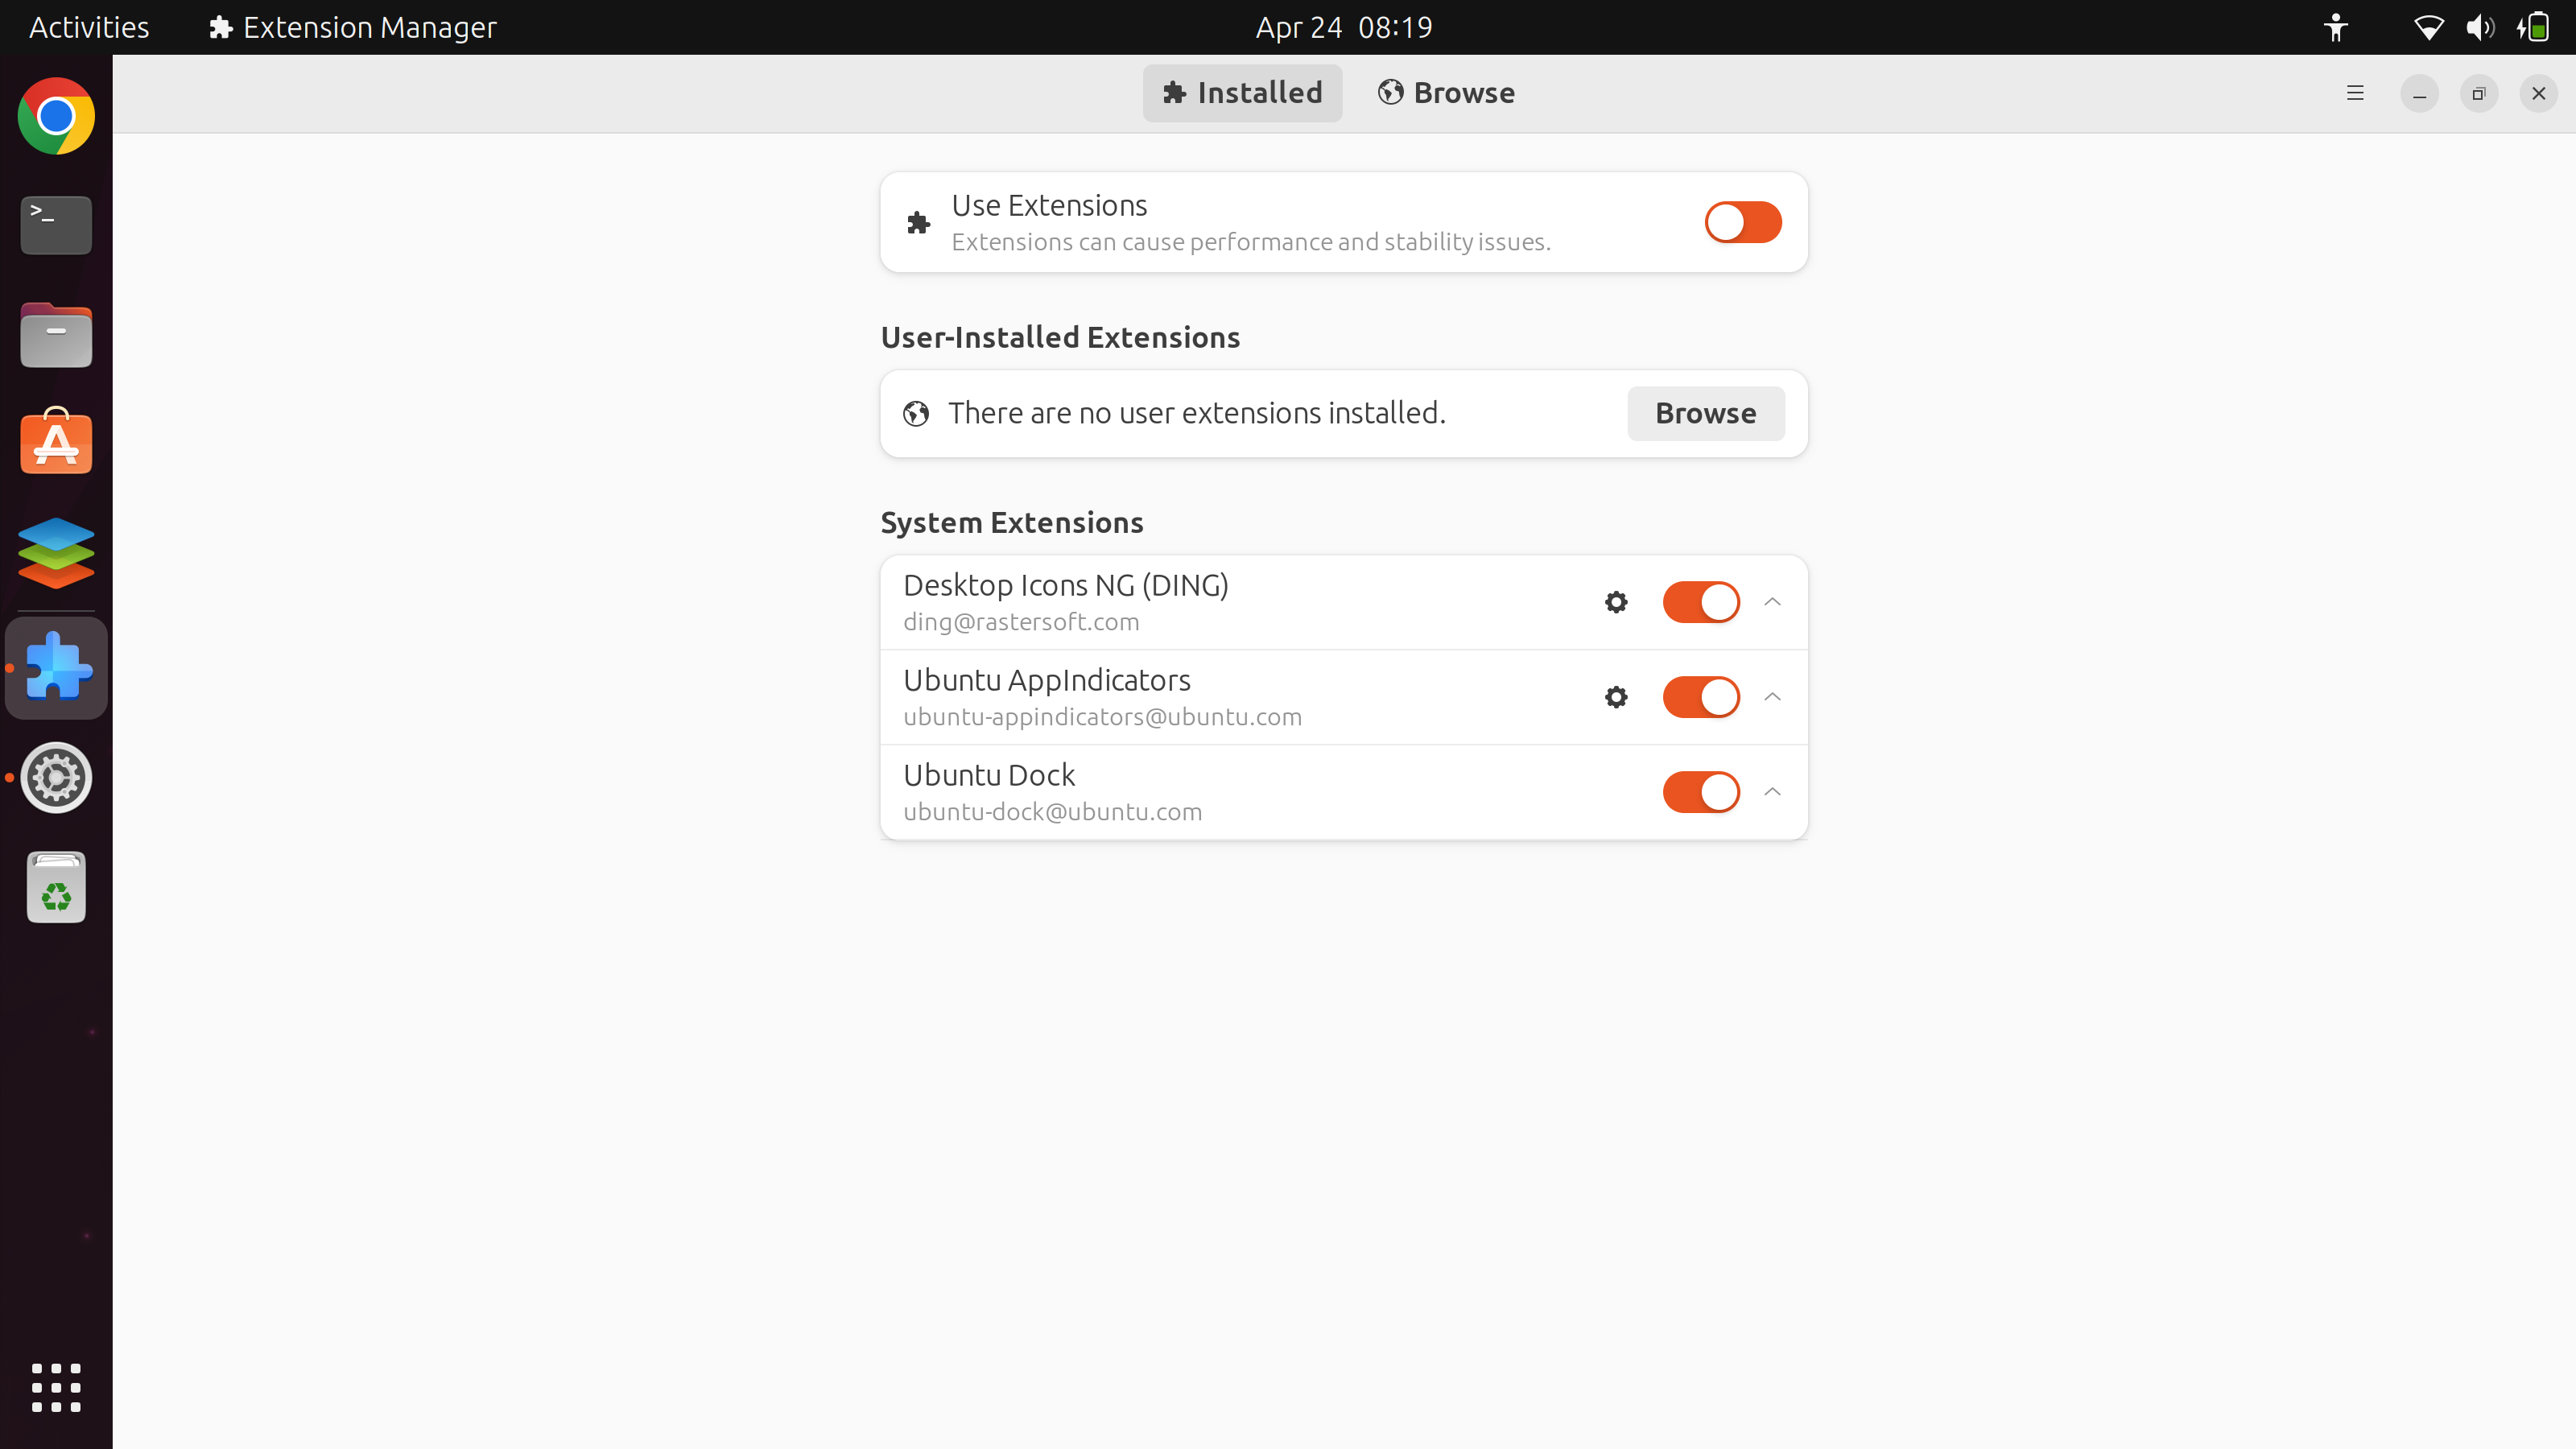 Activities
Extension Manager
Apr 24 08:19
Installed
Browse
Use Extensions
Extensions can cause performance and stability issues.
User-Installed Extensions
There are no user extensions installed.
Browse
System Extensions
Desktop Icons NG (DING)
ding@rastersoft.com
Ubuntu AppIndicators
ubuntu-appindicators@ubuntu.com
Ubuntu Dock
ubuntu-dock@ubuntu.com